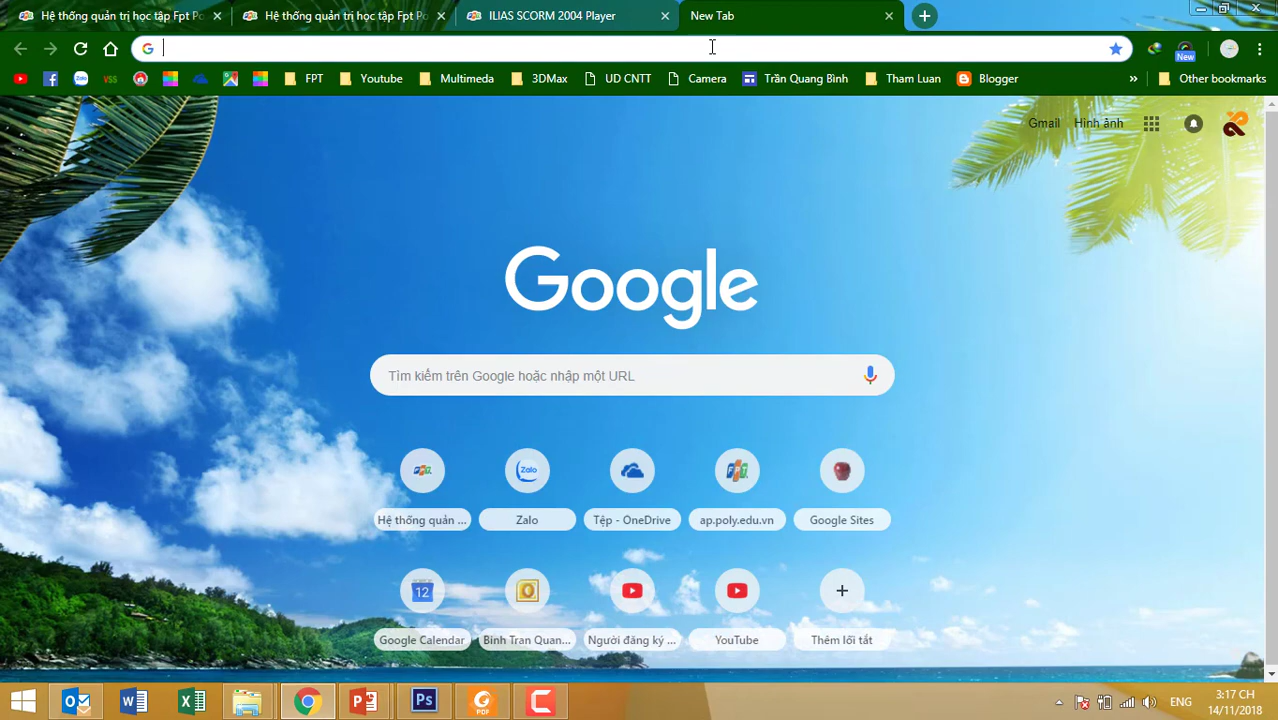 Hệ thống quản trị học tập Fpt Po
Hệ thống quản trị học tập Fpt Po
ILIAS SCORM 2004 Player
New Tab
New
VSS
FPT
Youtube
Multimeda
3DMax
UD CNTT
Camera
Trần Quang Bình
Tham Luan
Blogger
»
Other bookmarks
Gmail
Hình ảnh
Google
Tìm kiếm trên Google hoặc nhập một URL
Hệ thống quản ...
Zalo
Tệp - OneDrive
ap.poly.edu.vn
Google Sites
12
Google Calendar
Binh Tran Quan...
Người đăng ký ...
YouTube
Thêm lối tắt
ENG
3:17 CH
14/11/2018